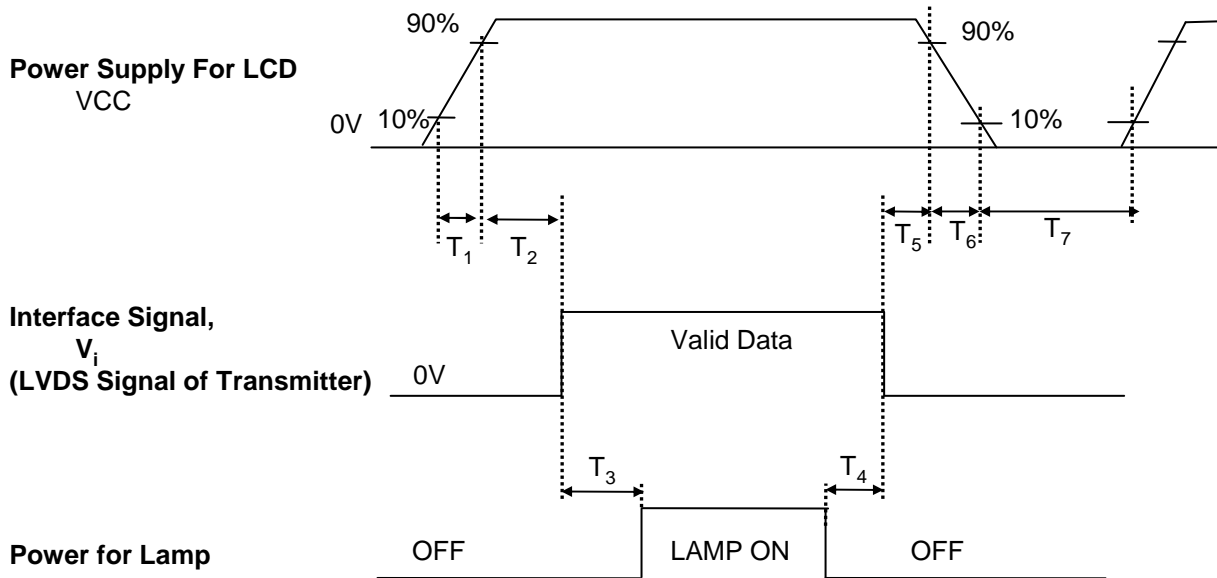 90%
90%
Power Supply For LCD
VCC
0V
10%
10%
T1
T2
T5
T6
T7
Interface Signal,
Vi
(LVDS Signal of Transmitter)
Valid Data
0V
T3
T4
Power for Lamp
OFF
LAMP ON
OFF